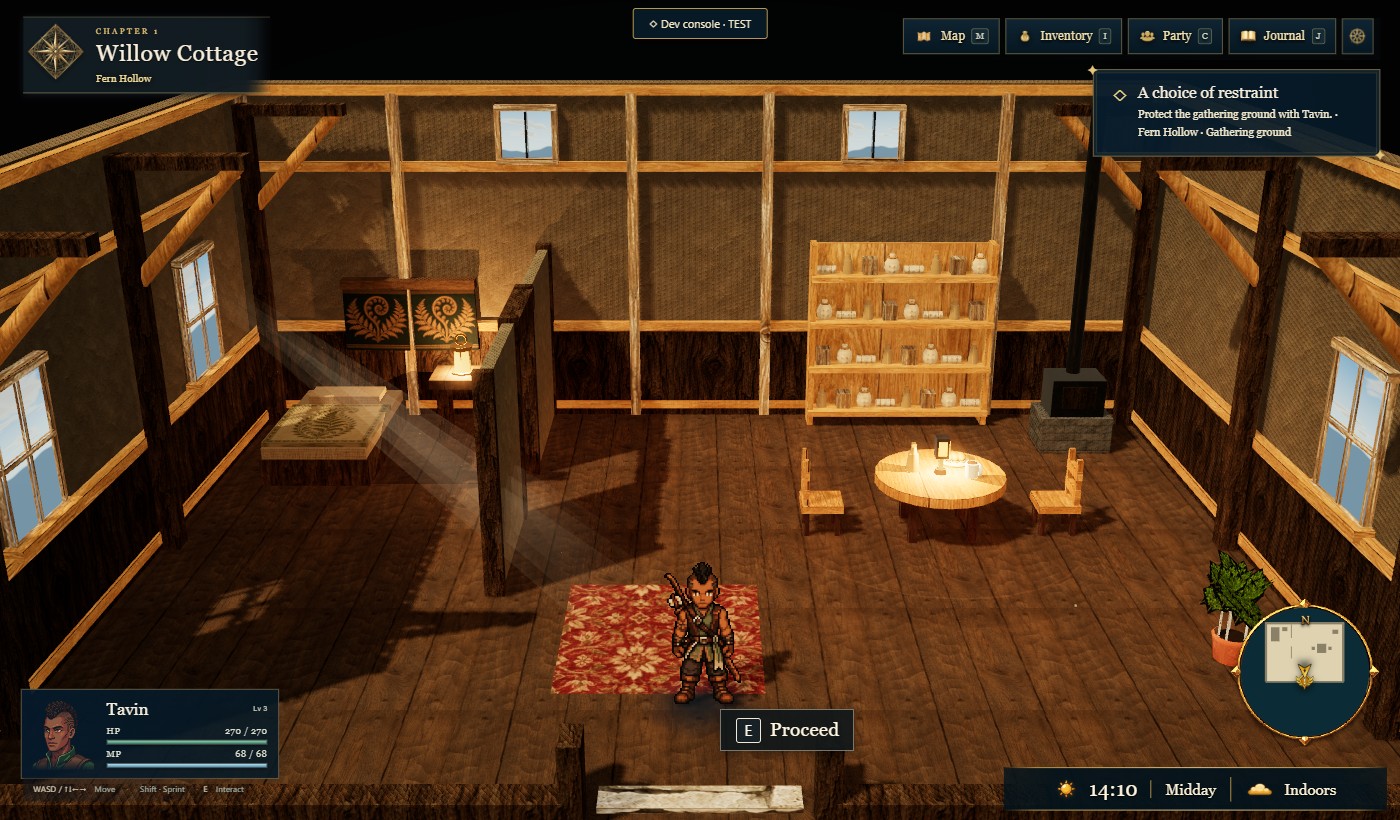 CHAPTER 1
Willow Cottage
Fern Hollow
◇ Dev console · TEST
Map M
Inventory I
Party C
Journal J
A choice of restraint
Protect the gathering ground with Tavin. ·
Fern Hollow · Gathering ground
N
E Proceed
Tavin
Lv 3
HP 270 / 270
MP 68 / 68
WASD / ↑↓←→ Move Shift · Sprint E Interact
14:10 Midday Indoors